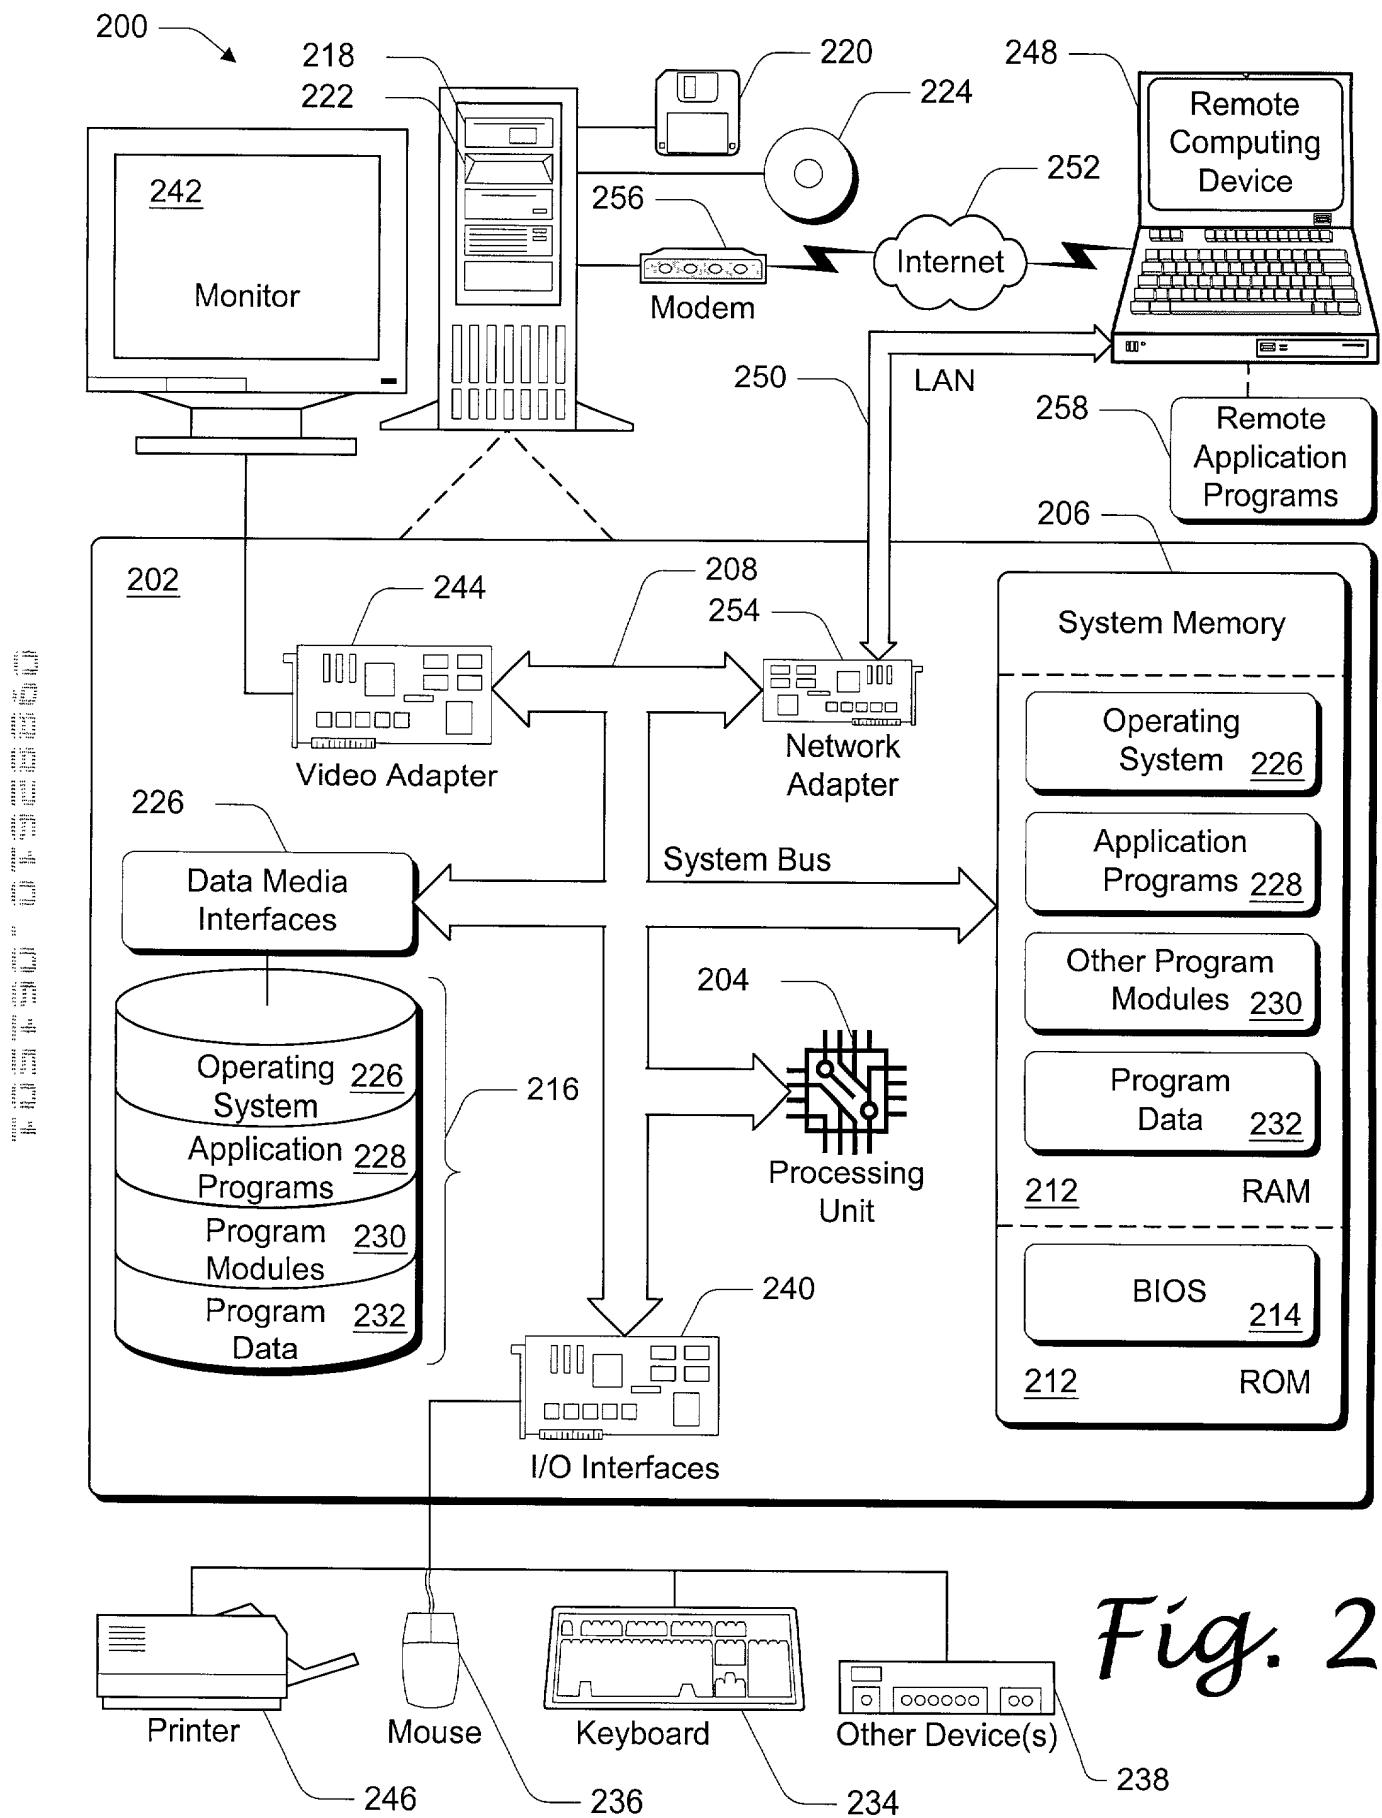 200
218
222
220
224
248
Remote
Computing
Device
242
Monitor
256
Modem
252
Internet
250
LAN
258
Remote
Application
Programs
206
202
244
208
254
Video Adapter
Network
Adapter
System Memory
Operating
System 226
Application
Programs 228
Other Program
Modules 230
Program
Data 232
212 RAM
BIOS
214
212 ROM
226
Data Media
Interfaces
System Bus
204
Processing
Unit
Operating
System 226
Application
Programs 228
Program
Modules 230
Program
Data 232
216
240
I/O Interfaces
Printer
Mouse
Keyboard
Other Device(s)
246
236
234
238
Fig. 2